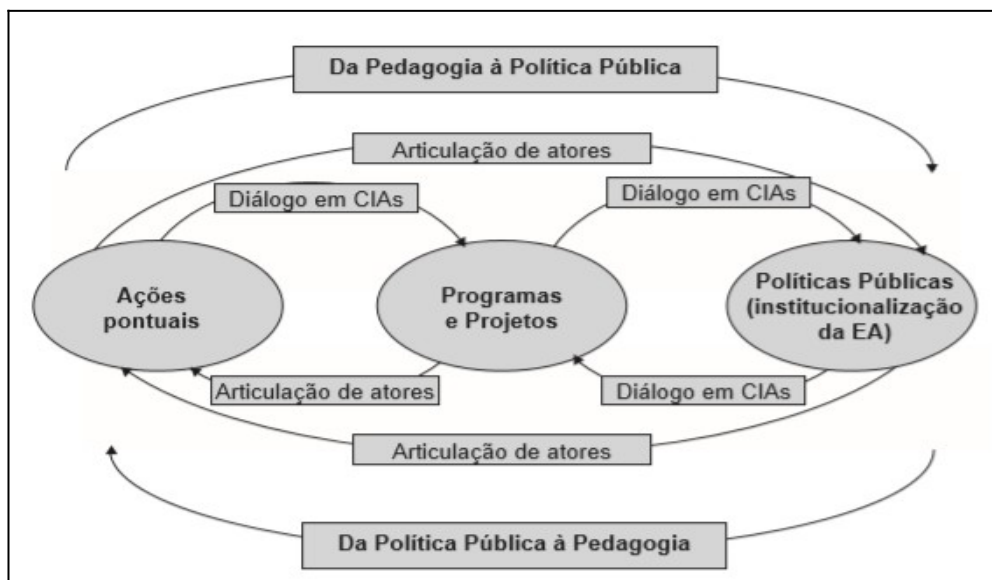 Da Pedagogia à Política Pública
Articulação de atores
Diálogo em CIAs
Diálogo em CIAs
Ações
pontuais
Programas
e Projetos
Políticas Públicas
(institucionalização
da EA)
Articulação de atores
Diálogo em CIAs
Articulação de atores
Da Política Pública à Pedagogia